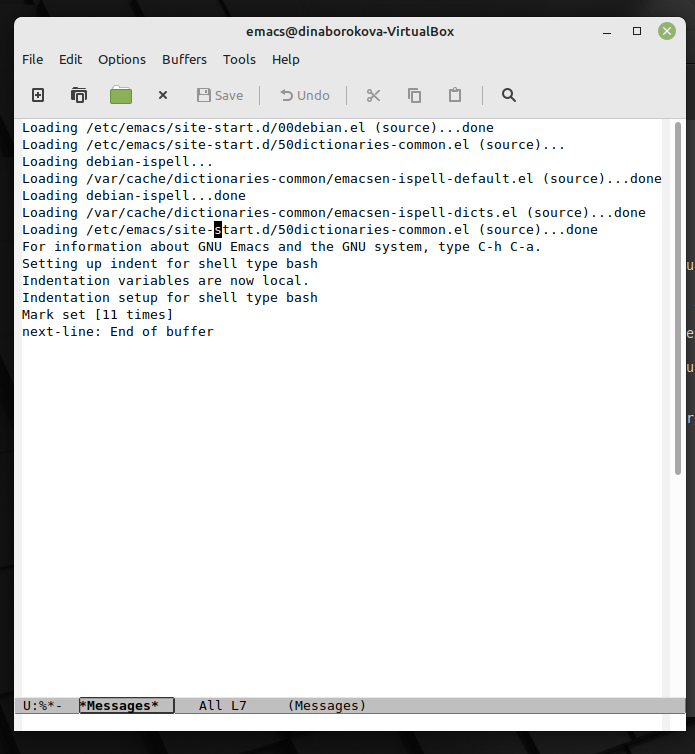 emacs@dinaborokova-VirtualBox
File Edit Options Buffers Tools Help
Save Undo
Loading /etc/emacs/site-start.d/00debian.el (source)...done
Loading /etc/emacs/site-start.d/50dictionaries-common.el (source)...
Loading debian-ispell...
Loading /var/cache/dictionaries-common/emacsen-ispell-default.el (source)...done
Loading debian-ispell...done
Loading /var/cache/dictionaries-common/emacsen-ispell-dicts.el (source)...done
Loading /etc/emacs/site-start.d/50dictionaries-common.el (source)...done
For information about GNU Emacs and the GNU system, type C-h C-a.
Setting up indent for shell type bash
Indentation variables are now local.
Indentation setup for shell type bash
Mark set [11 times]
next-line: End of buffer
U:%*- *Messages* All L7 (Messages)
u
e
u
r